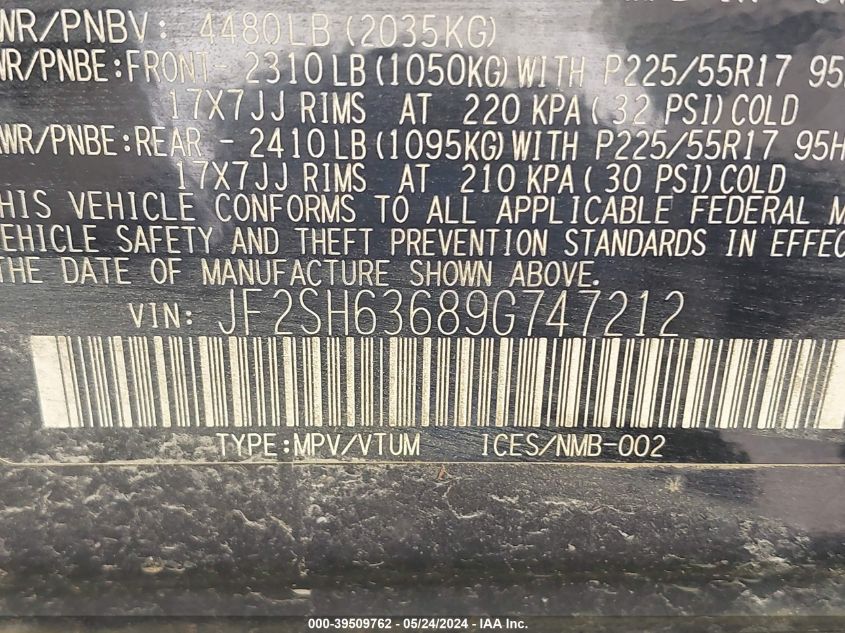 WR/PNBV: 4480LB(2035KG)
WR/PNBE:FRONT- 2310LB(1050KG)WITH P225/55R17
17X7JJ RIMS AT 220 KPA(32 PSI)COLD
WR/PNBE:REAR - 2410LB(1095KG)WITH P225/55R17 95H
17X7JJ RIMS AT 210 KPA(30 PSI)COLD
HIS VEHICLE CONFORMS TO ALL APPLICABLE FEDERAL M
EHICLE SAFETY AND THEFT PREVENTION STANDARDS IN EFFEC
THE DATE OF MANUFACTURE SHOWN ABOVE.
VIN: JF2SH63689G747212
TYPE:MPV/VTUM ICES/NMB-002
000-39509762 - 05/24/2024 - IAA Inc.